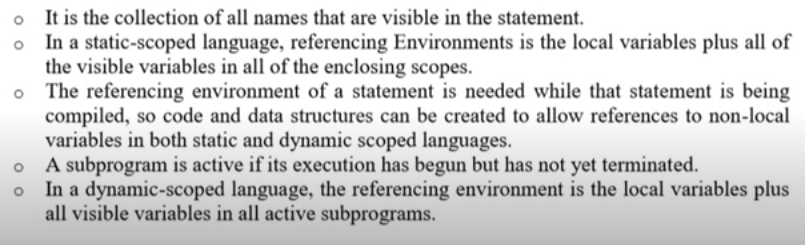 o It is the collection of all names that are visible in the statement.
o In a static-scoped language, referencing Environments is the local variables plus all of
the visible variables in all of the enclosing scopes.
o The referencing environment of a statement is needed while that statement is being
compiled, so code and data structures can be created to allow references to non-local
variables in both static and dynamic scoped languages.
o A subprogram is active if its execution has begun but has not yet terminated.
o In a dynamic-scoped language, the referencing environment is the local variables plus
all visible variables in all active subprograms.